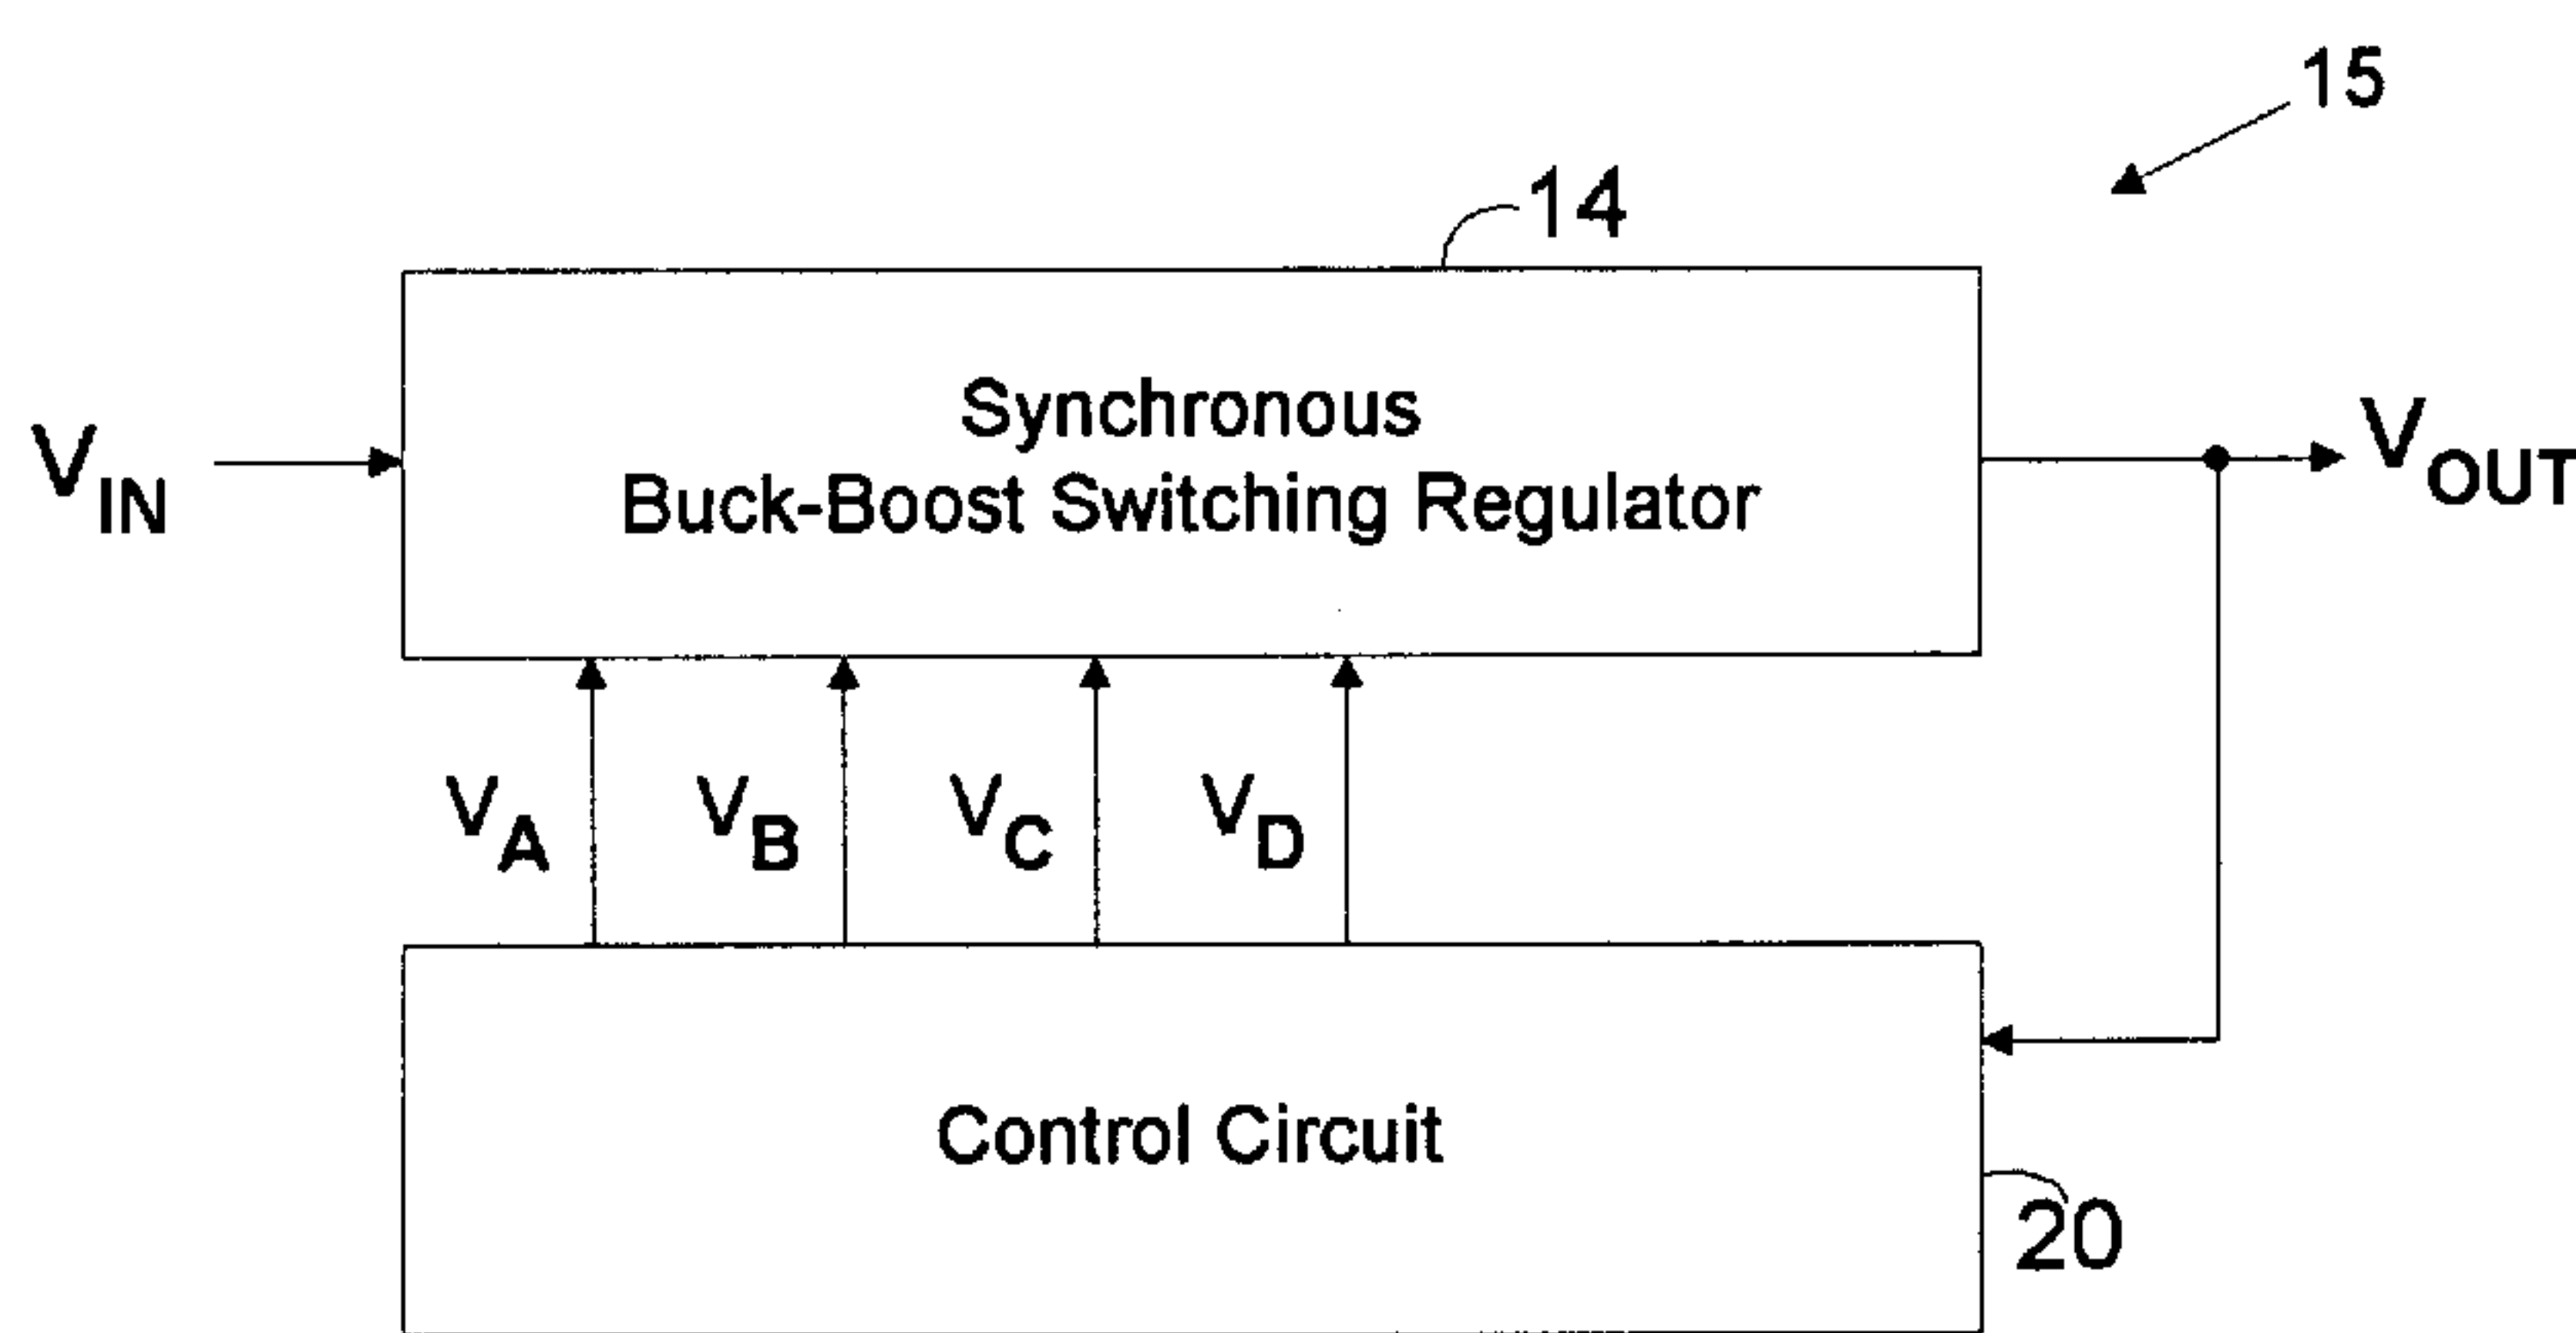 15
14
Synchronous
V_IN
V_OUT
Buck-Boost Switching Regulator
V_A V_B V_C V_D
Control Circuit
20